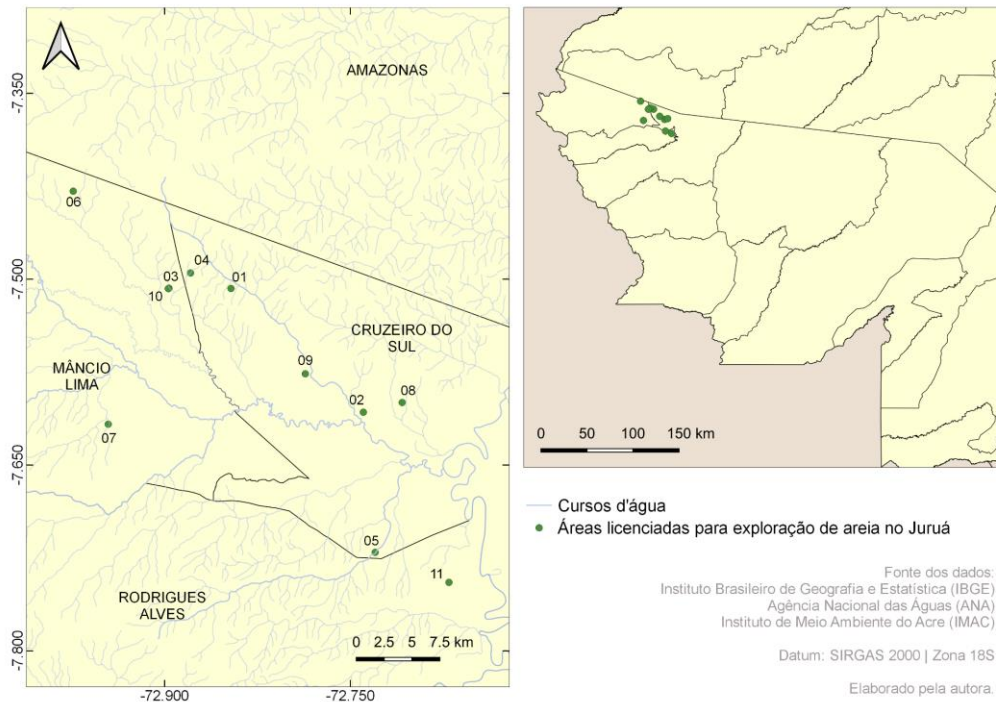 AMAZONAS
-7.350
06
04
03
01
-7.500
10
CRUZEIRO DO
SUL
09
MÂNCIO
LIMA
08
02
07
-7.650
05
11
RODRIGUES
ALVES
0 2.5 5 7.5 km
-7.800
-72.900
-72.750
0 50 100 150 km
Cursos d'água
Áreas licenciadas para exploração de areia no Juruá
Fonte dos dados:
Instituto Brasileiro de Geografia e Estatística (IBGE)
Agência Nacional das Águas (ANA)
Instituto de Meio Ambiente do Acre (IMAC)
Datum: SIRGAS 2000 | Zona 18S
Elaborado pela autora.